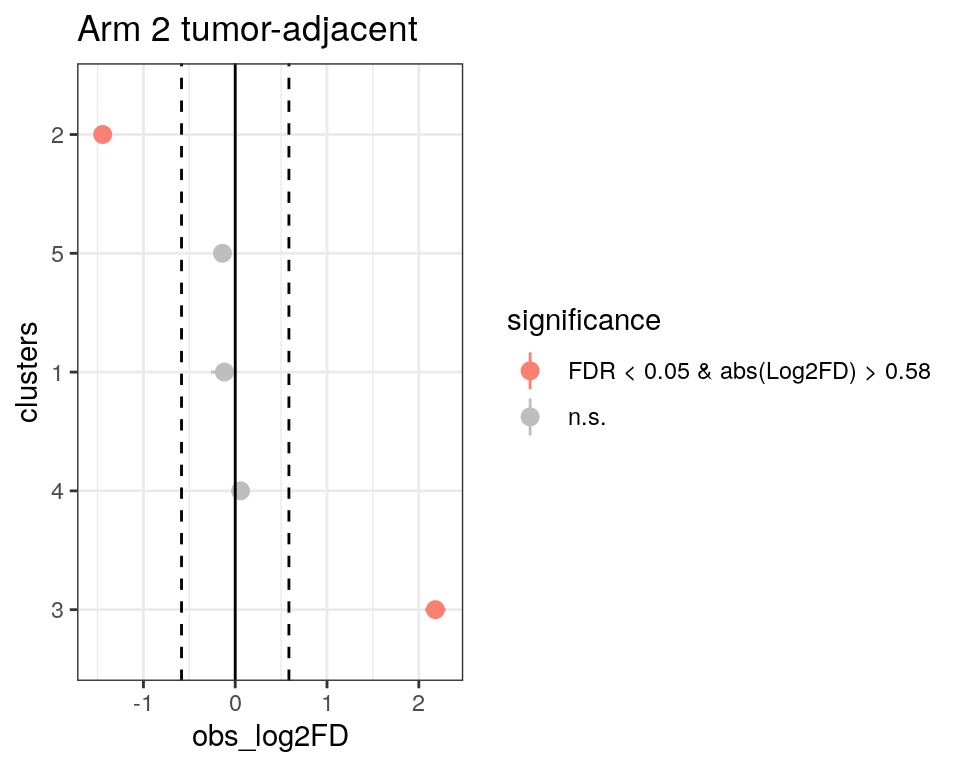 Arm 2 tumor-adjacent
2
5
1
4
3
clusters
-1 0 1 2
obs_log2FD
significance
FDR < 0.05 & abs(Log2FD) > 0.58
n.s.